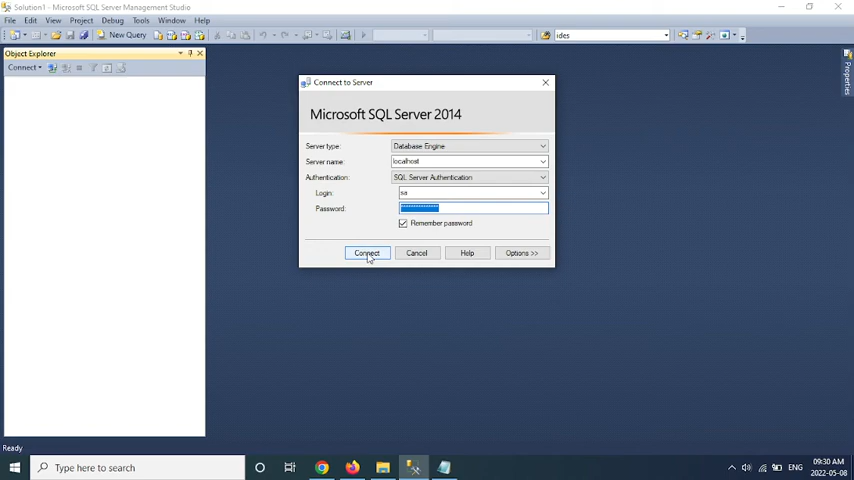 Solution1 - Microsoft SQL Server Management Studio
File Edit View Project Debug Tools Window Help
New Query
ides
Object Explorer
Connect
Properties
Connect to Server
Microsoft SQL Server 2014
Server type: Database Engine
Server name: localhost
Authentication: SQL Server Authentication
Login: sa
Password: ***************
Remember password
Connect Cancel Help Options >>
Ready
Type here to search
ENG
09:30 AM
2022-05-08